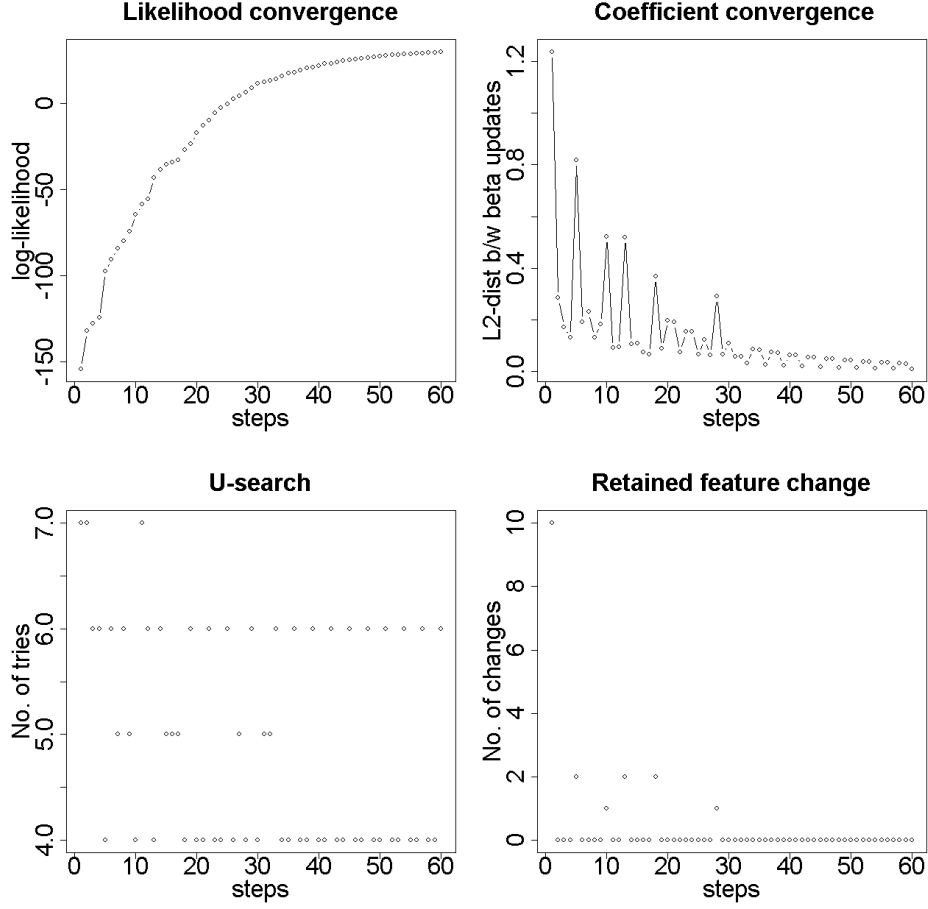 Likelihood convergence
log-likelihood
0
-50
-100
-150
0 10 20 30 40 50 60
steps
Coefficient convergence
L2-dist b/w beta updates
1.2
0.8
0.4
0.0
0 10 20 30 40 50 60
steps
U-search
No. of tries
7.0
6.0
5.0
4.0
0 10 20 30 40 50 60
steps
Retained feature change
No. of changes
10
8
6
4
2
0
0 10 20 30 40 50 60
steps